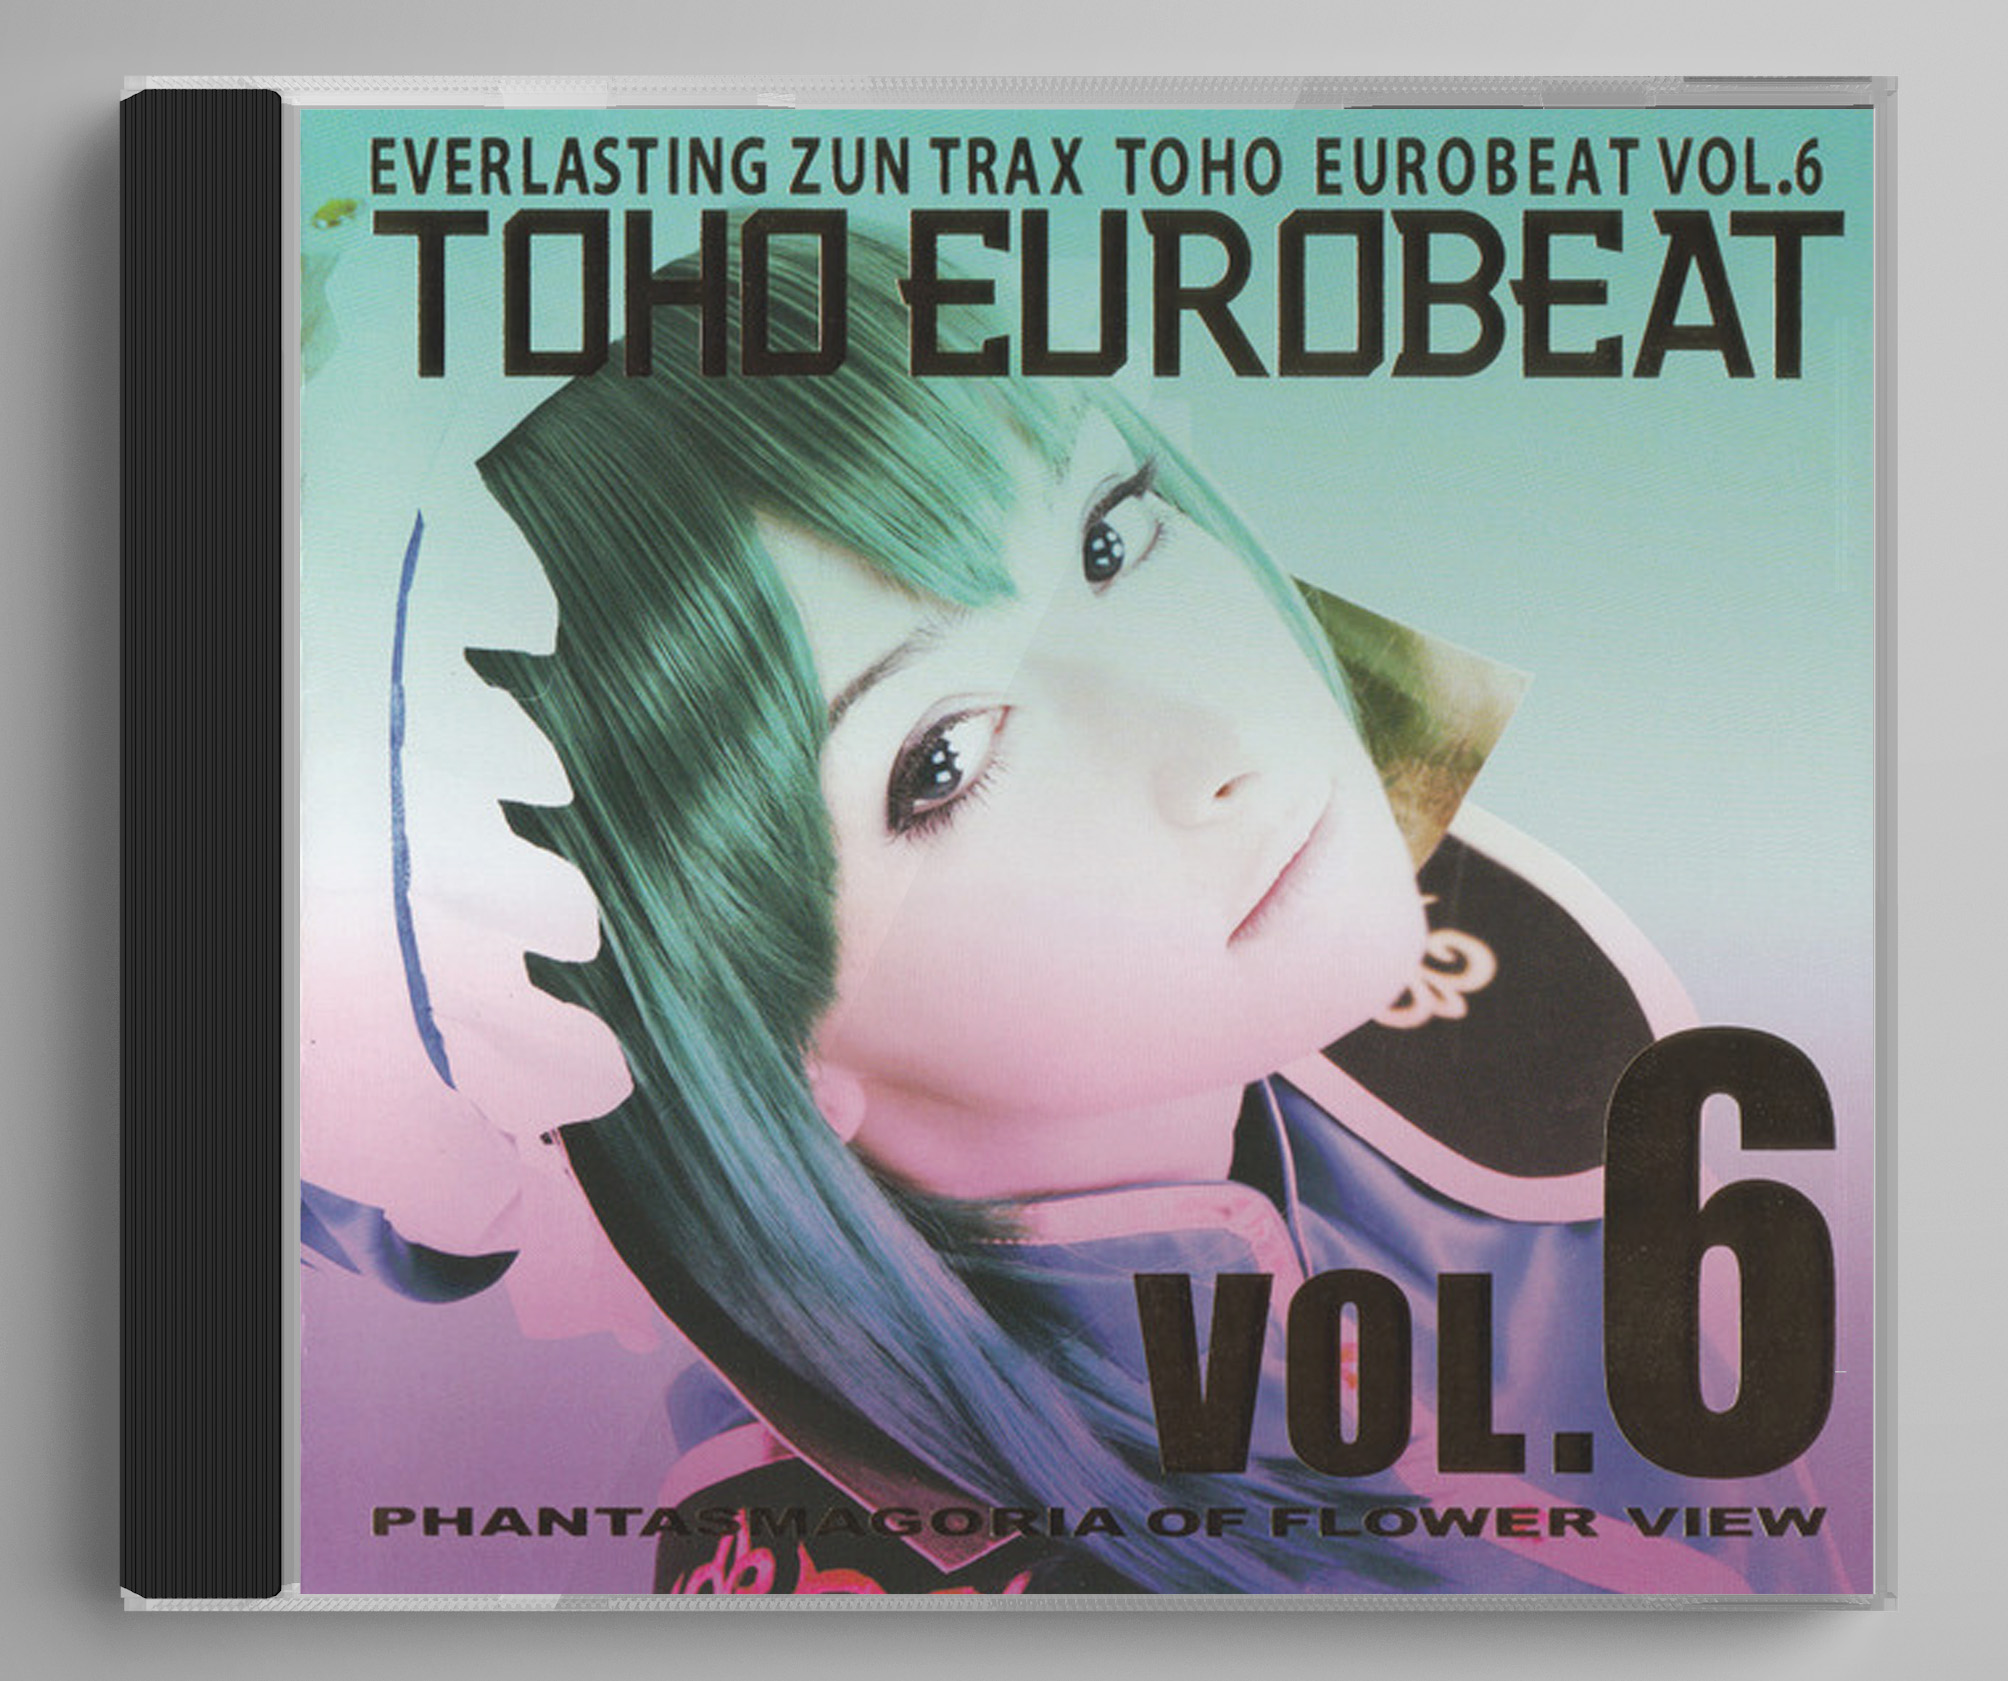 EVERLASTING ZUN TRAX TOHO EUROBEAT VOL.6
TOHO EUROBEAT
VOL.6
PHANTASMAGORIA OF FLOWER VIEW